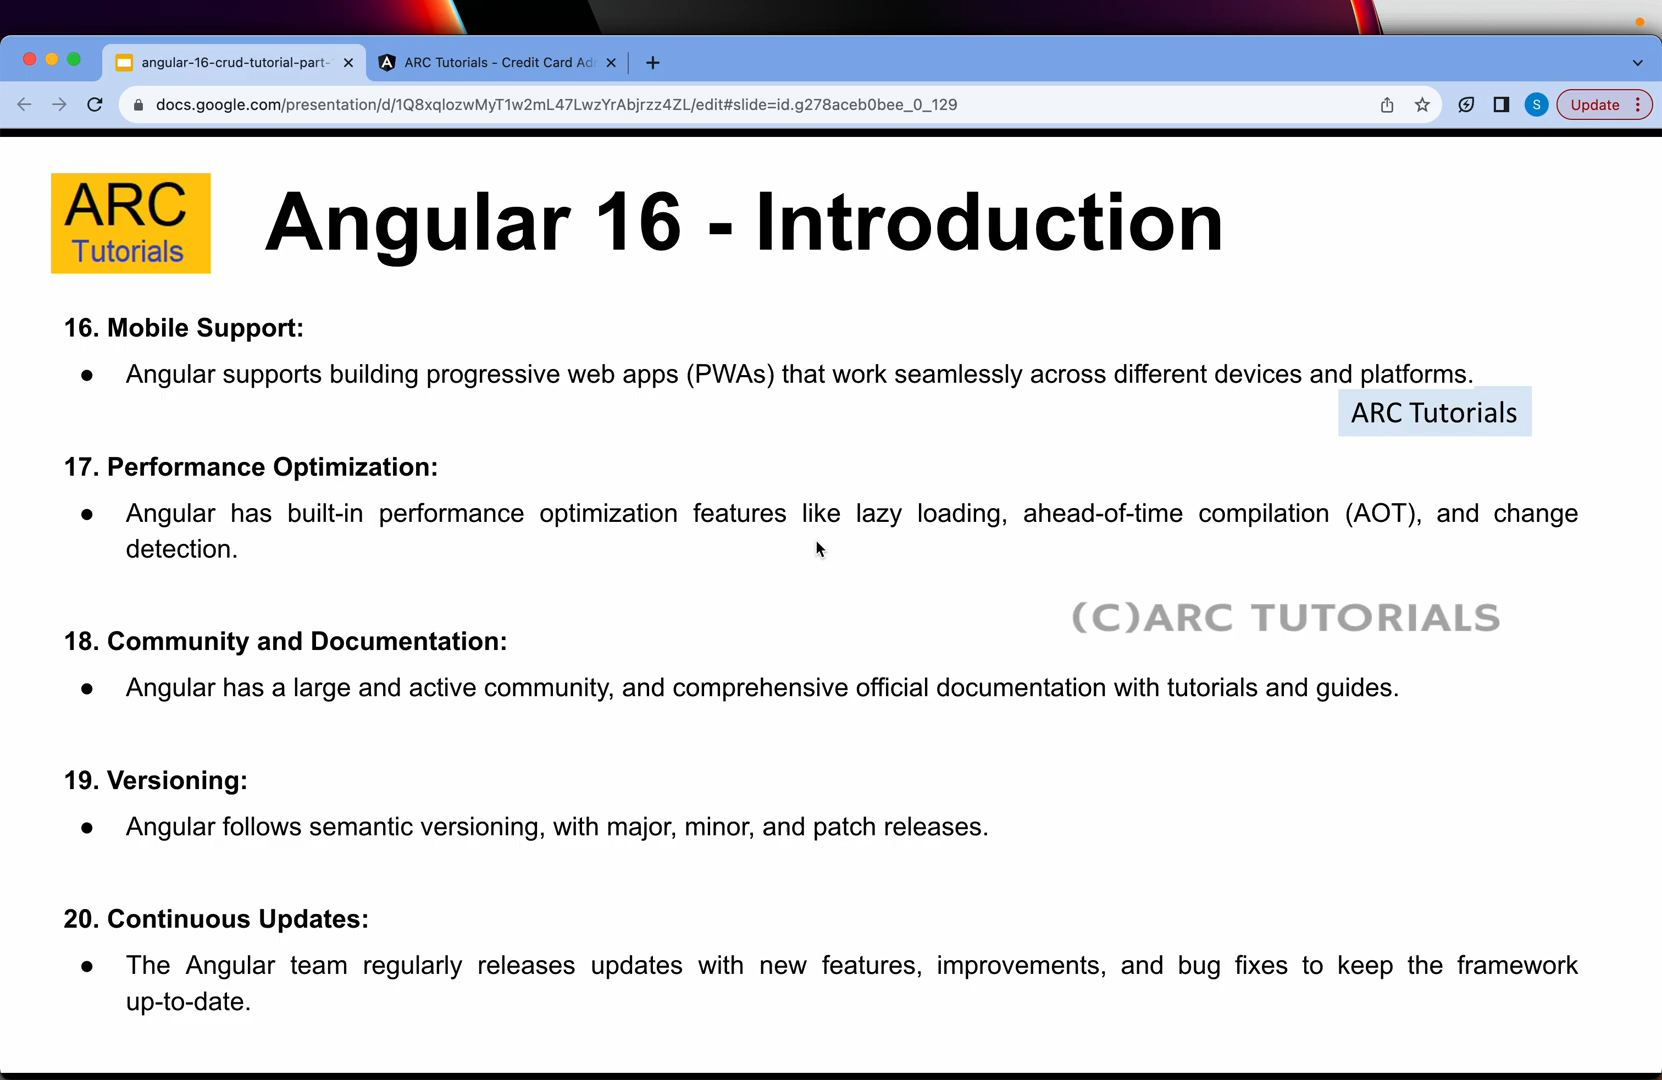 angular-16-crud-tutorial-part-
ARC Tutorials - Credit Card Ad
docs.google.com/presentation/d/1Q8xqlozwMyT1w2mL47LwzYrAbjrzz4ZL/edit#slide=id.g278aceb0bee_0_129
S
Update
ARC
Tutorials
Angular 16 - Introduction
16. Mobile Support:
● Angular supports building progressive web apps (PWAs) that work seamlessly across different devices and platforms.
ARC Tutorials
17. Performance Optimization:
● Angular has built-in performance optimization features like lazy loading, ahead-of-time compilation (AOT), and change
detection.
(C)ARC TUTORIALS
18. Community and Documentation:
● Angular has a large and active community, and comprehensive official documentation with tutorials and guides.
19. Versioning:
● Angular follows semantic versioning, with major, minor, and patch releases.
20. Continuous Updates:
● The Angular team regularly releases updates with new features, improvements, and bug fixes to keep the framework
up-to-date.